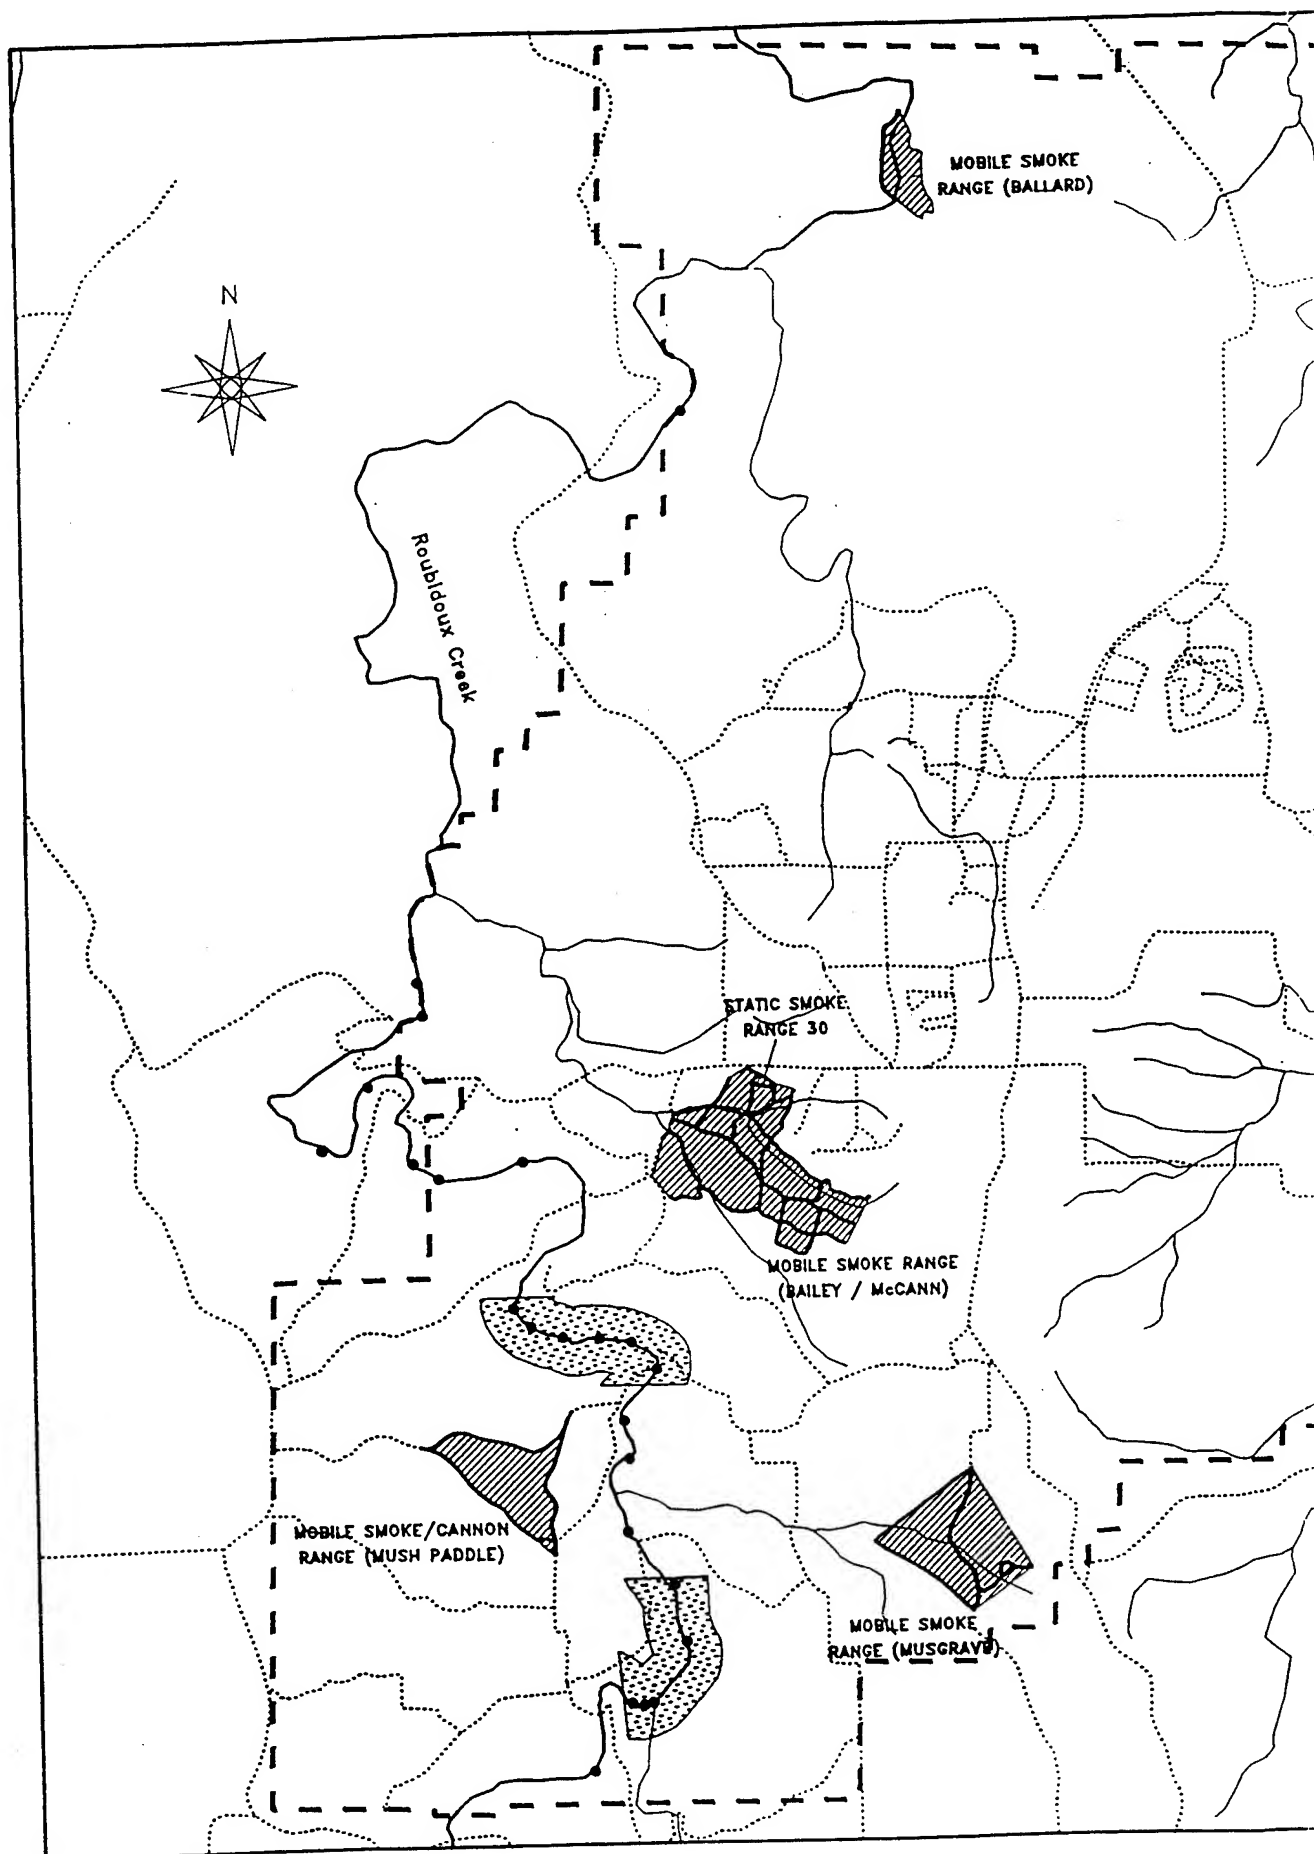 MOBILE SMOKE
RANGE (BALLARD)
N
Roubidoux Creek
STATIC SMOKE
RANGE 30
MOBILE SMOKE RANGE
(BAILEY / McCANN)
MOBILE SMOKE/CANNON
RANGE (MUSH PADDLE)
MOBILE SMOKE
RANGE (MUSGRAVE)